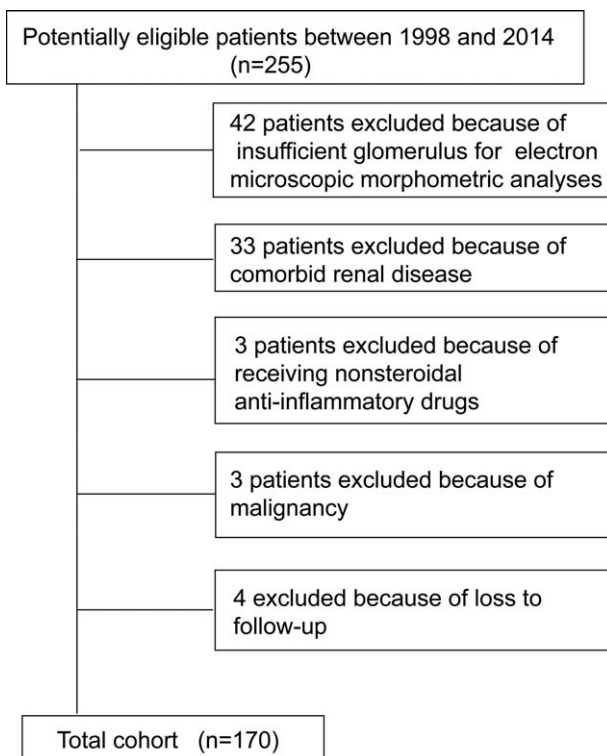 Potentially eligible patients between 1998 and 2014
(n=255)
42 patients excluded because of
insufficient glomerulus for electron
microscopic morphometric analyses
33 patients excluded because of
comorbid renal disease
3 patients excluded because of
receiving nonsteroidal
anti-inflammatory drugs
3 patients excluded because of
malignancy
4 excluded because of loss to
follow-up
Total cohort (n=170)